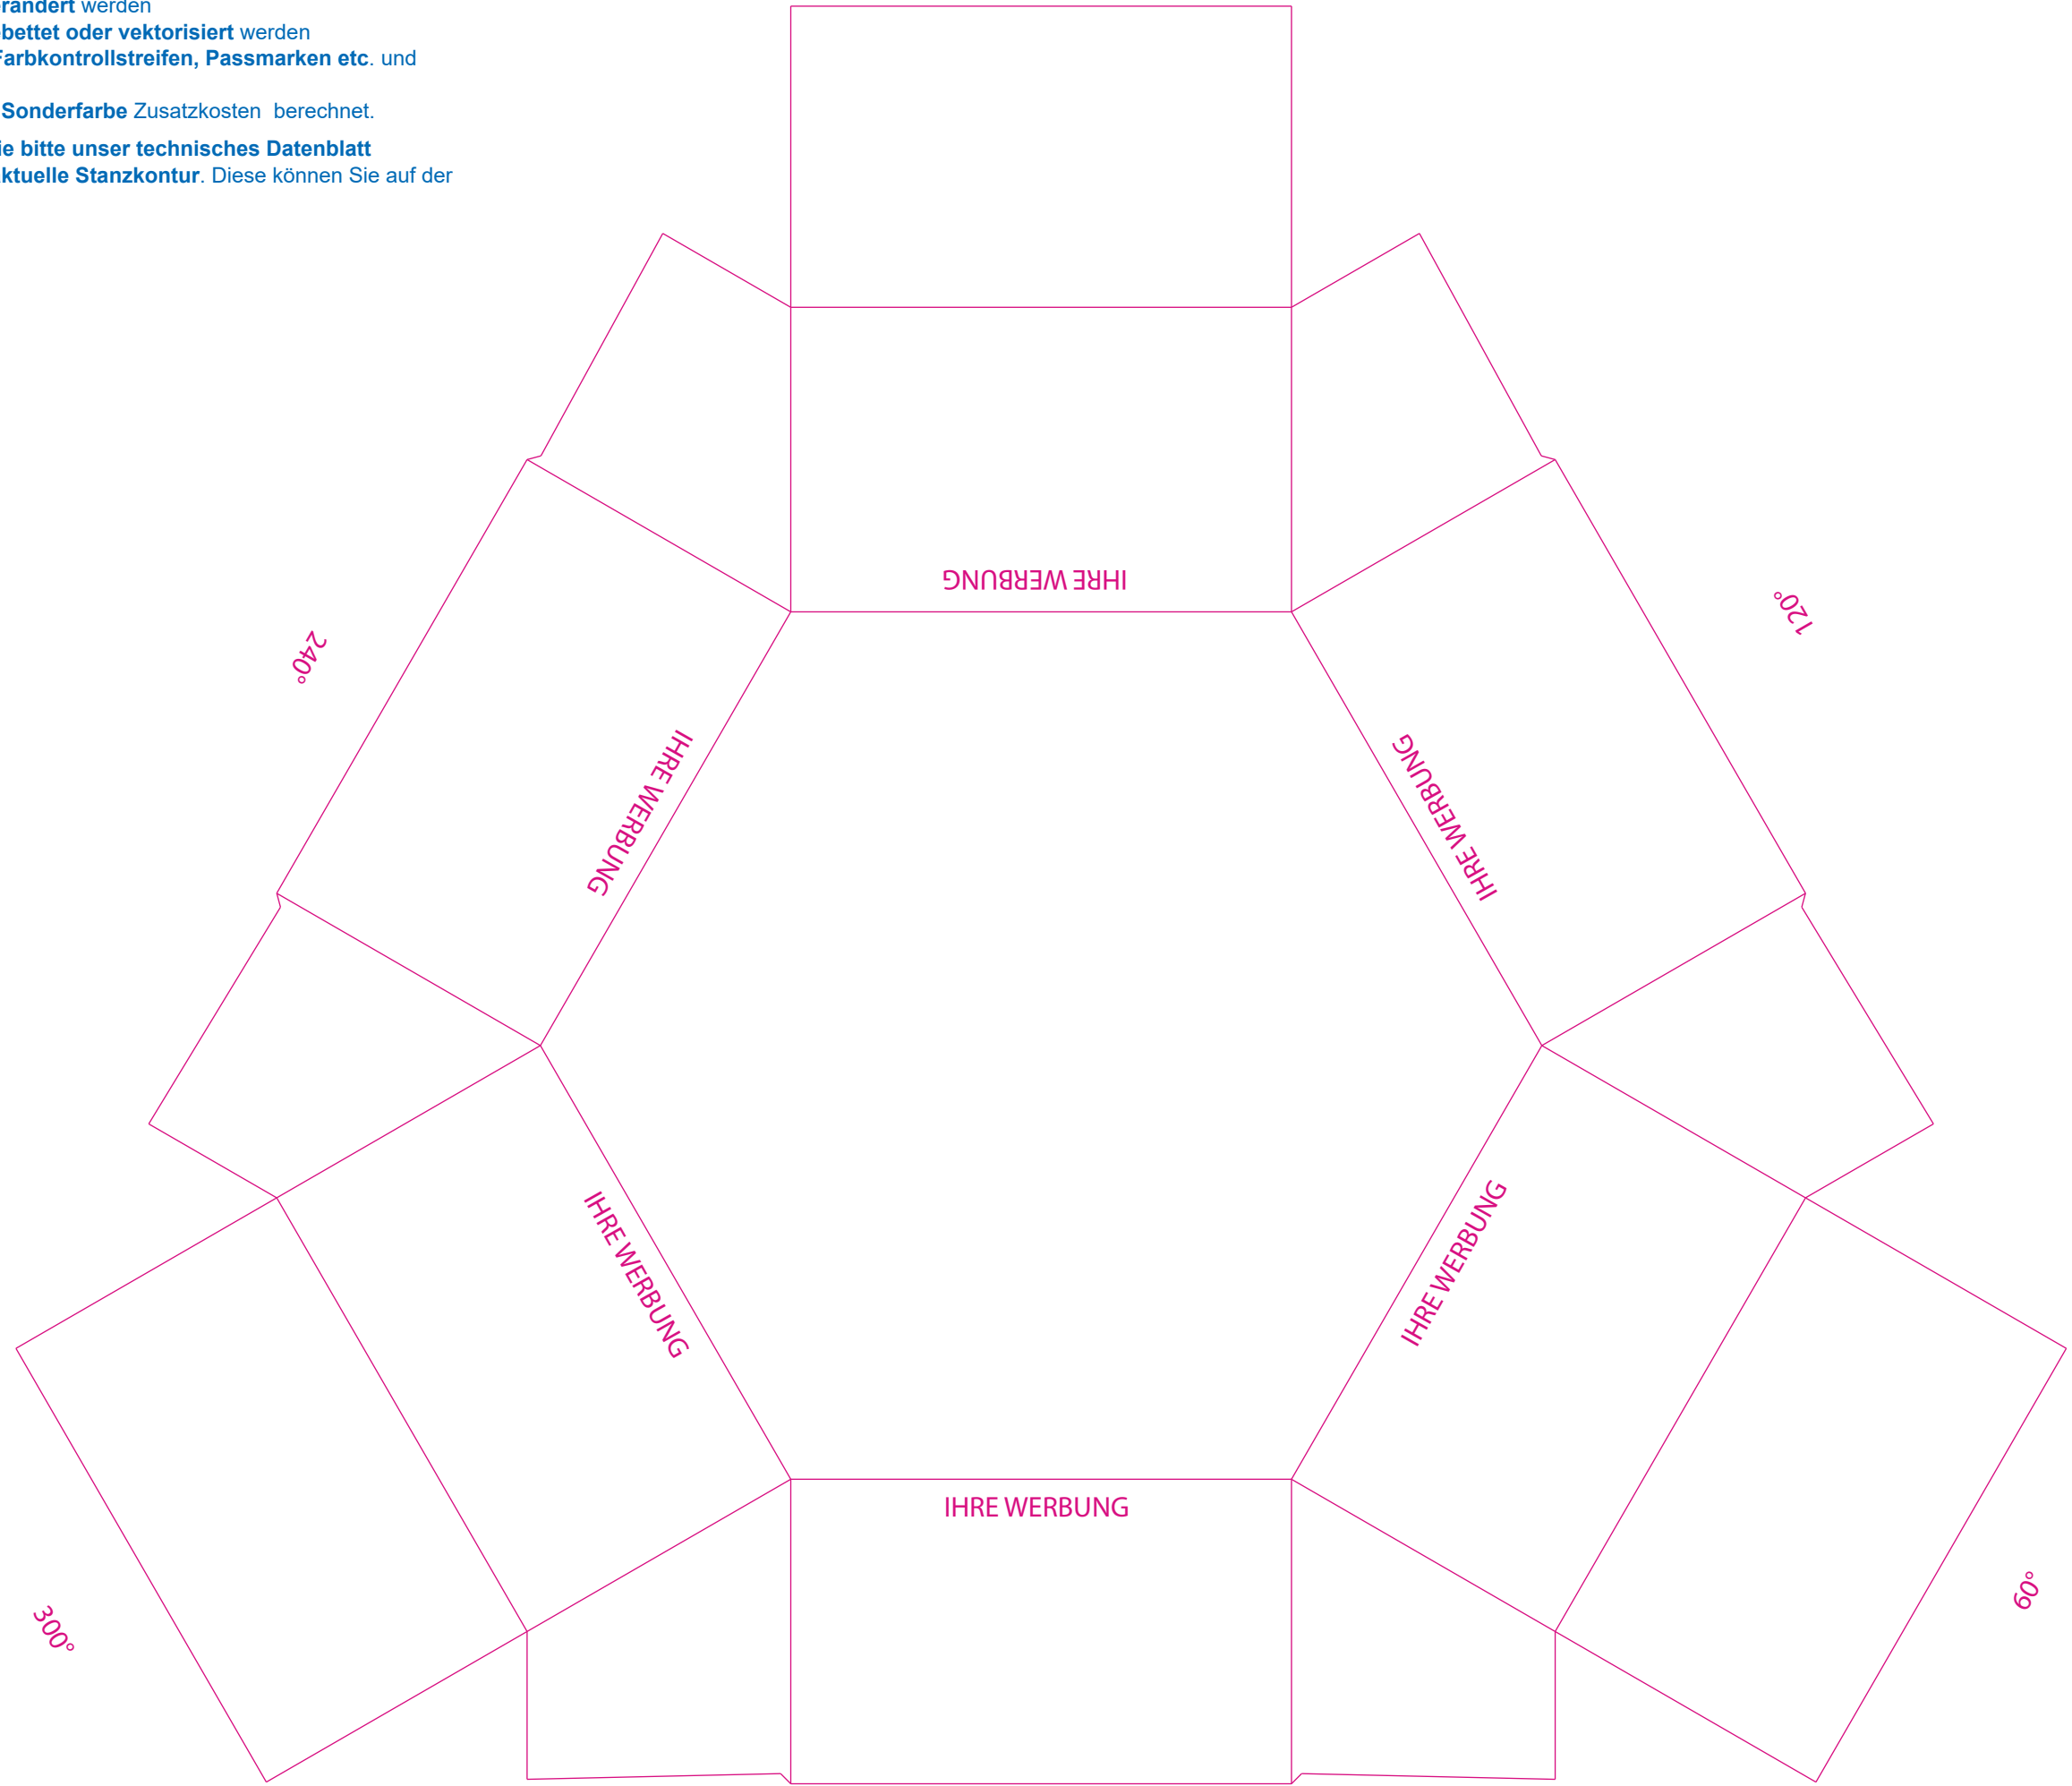 rändert werden
bettet oder vektorisiert werden
Farbkontrollstreifen, Passmarken etc. und
Sonderfarbe Zusatzkosten berechnet.
ie bitte unser technisches Datenblatt
ktuelle Stanzkontur. Diese können Sie auf der
IHRE WERBUNG
120°
240°
IHRE WERBUNG
IHRE WERBUNG
IHRE WERBUNG
IHRE WERBUNG
IHRE WERBUNG
60°
300°